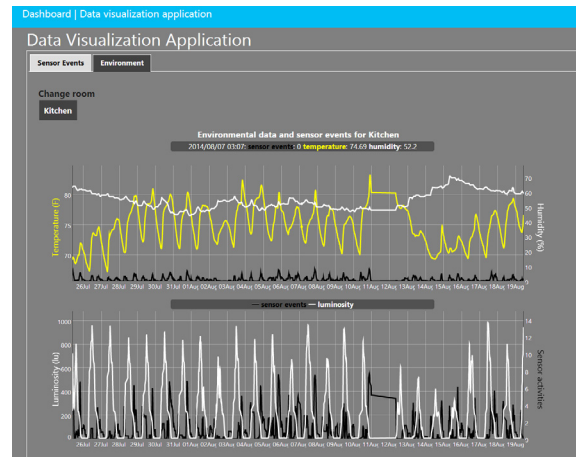 Dashboard | Data visualization application
Data Visualization Application
Sensor Events Environment
Change room
Kitchen
Environmental data and sensor events for Kitchen
2014/08/07 03:07: sensor events: 0 temperature: 74.69 humidity: 52.2
Temperature (F)
80
75
70
70
60
50
40
30
20
10
0
Humidity (%)
26Jul 27Jul 28Jul 29Jul 30Jul 31Jul 01Aug 02Aug 03Aug 04Aug 05Aug 06Aug 07Aug 08Aug 09Aug 10Aug 11Aug 12Aug 13Aug 14Aug 15Aug 16Aug 17Aug 18Aug 19Aug
— sensor events — luminosity
Luminosity (lu)
1000
800
600
400
200
0
14
12
10
8
6
4
2
0
Sensor activities
26Jul 27Jul 28Jul 29Jul 30Jul 31Jul 01Aug 02Aug 03Aug 04Aug 05Aug 06Aug 07Aug 08Aug 09Aug 10Aug 11Aug 12Aug 13Aug 14Aug 15Aug 16Aug 17Aug 18Aug 19Aug